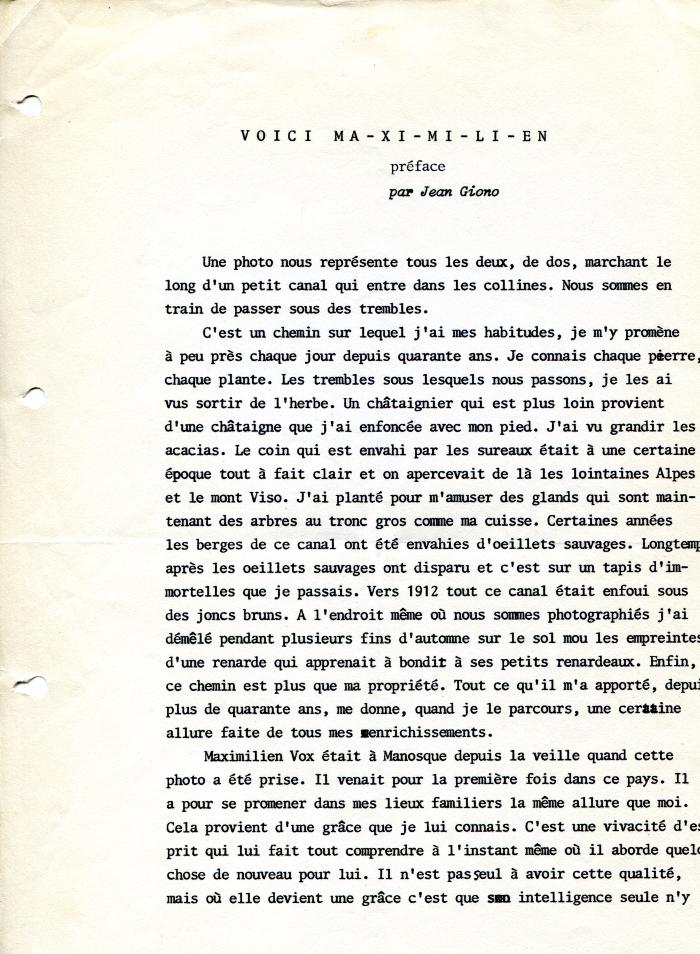 VOICI MA-XI-MI-LI-EN
préface
par Jean Giono
Une photo nous représente tous les deux, de dos, marchant le
long d'un petit canal qui entre dans les collines. Nous sommes en
train de passer sous des trembles.
C'est un chemin sur lequel j'ai mes habitudes, je m'y promène
à peu près chaque jour depuis quarante ans. Je connais chaque pierre,
chaque plante. Les trembles sous lesquels nous passons, je les ai
vus sortir de l'herbe. Un châtaignier qui est plus loin provient
d'une châtaigne que j'ai enfoncée avec mon pied. J'ai vu grandir les
acacias. Le coin qui est envahi par les sureaux était à une certaine
époque tout à fait clair et on apercevait de là les lointaines Alpes
et le mont Viso. J'ai planté pour m'amuser des glands qui sont main-
tenant des arbres au tronc gros comme ma cuisse. Certaines années
les berges de ce canal ont été envahies d'oeillets sauvages. Longtemp
après les oeillets sauvages ont disparu et c'est sur un tapis d'im-
mortelles que je passais. Vers 1912 tout ce canal était enfoui sous
des joncs bruns. A l'endroit même où nous sommes photographiés j'ai
démêlé pendant plusieurs fins d'automne sur le sol mou les empreintes
d'une renarde qui apprenait à bondit à ses petits renardeaux. Enfin,
ce chemin est plus que ma propriété. Tout ce qu'il m'a apporté, depui
plus de quarante ans, me donne, quand je le parcours, une certaine
allure faite de tous mes enrichissements.
Maximilien Vox était à Manosque depuis la veille quand cette
photo a été prise. Il venait pour la première fois dans ce pays. Il
a pour se promener dans mes lieux familiers la même allure que moi.
Cela provient d'une grâce que je lui connais. C'est une vivacité d'es
prit qui lui fait tout comprendre à l'instant même où il aborde quelq
chose de nouveau pour lui. Il n'est pas seul à avoir cette qualité,
mais où elle devient une grâce c'est que son intelligence seule n'y